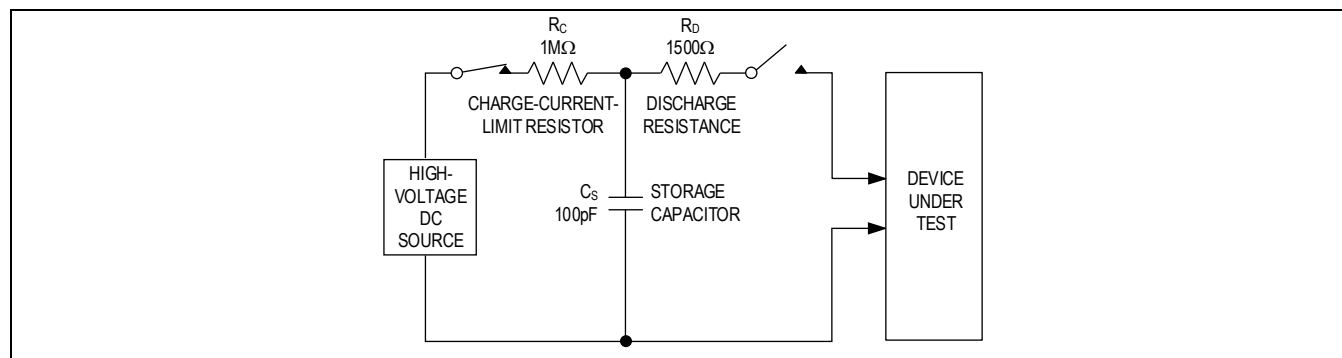 RC
1MΩ
RD
1500Ω
CHARGE-CURRENT-
LIMIT RESISTOR
DISCHARGE
RESISTANCE
HIGH-
VOLTAGE
DC
SOURCE
CS
100pF
STORAGE
CAPACITOR
DEVICE
UNDER
TEST